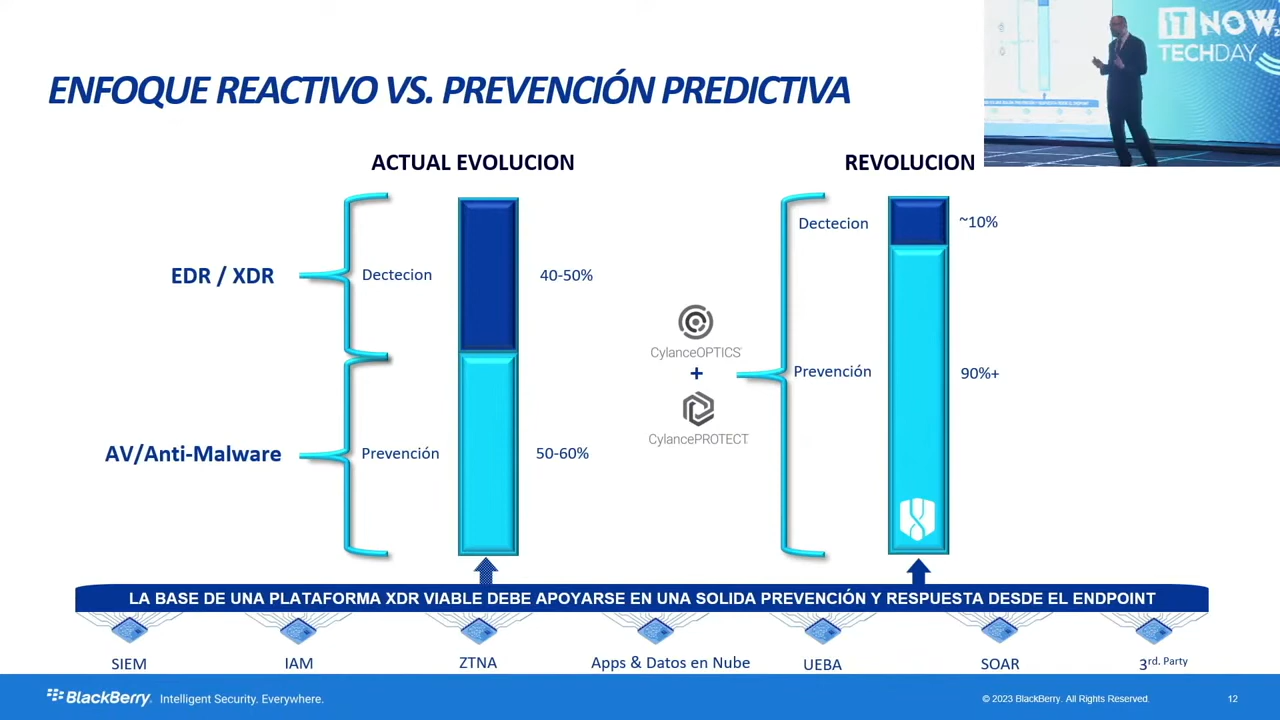 ENFOQUE REACTIVO VS. PREVENCIÓN PREDICTIVA
iT NOW
TECHDAY
ACTUAL EVOLUCION
REVOLUCION
EDR / XDR
Dectecion
40-50%
AV/Anti-Malware
Prevención
50-60%
CylanceOPTICS
+
CylancePROTECT
Dectecion
~10%
Prevención
90%+
LA BASE DE UNA PLATAFORMA XDR VIABLE DEBE APOYARSE EN UNA SOLIDA PREVENCIÓN Y RESPUESTA DESDE EL ENDPOINT
SIEM
IAM
ZTNA
Apps & Datos en Nube
UEBA
SOAR
3rd. Party
BlackBerry
Intelligent Security. Everywhere.
© 2023 BlackBerry. All Rights Reserved.
12